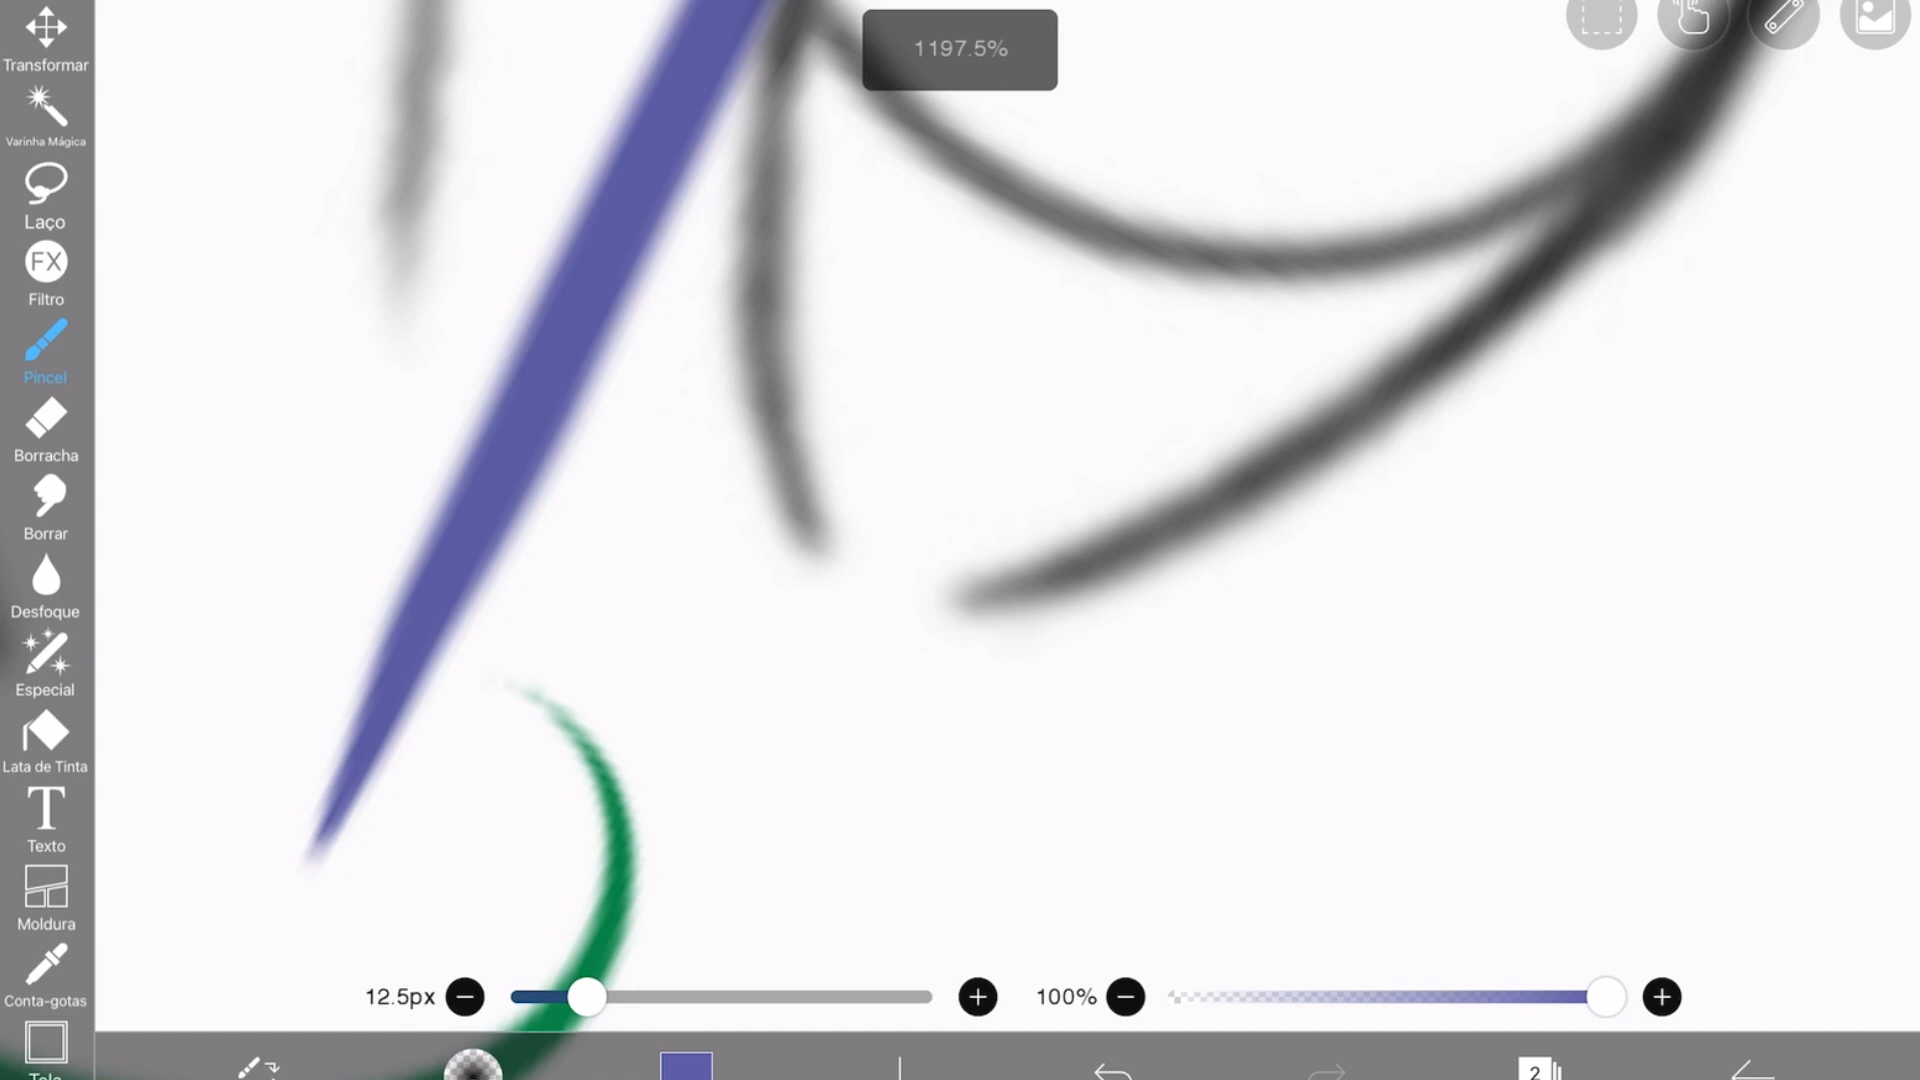 1197.5%
Transformar
Varinha Mágica
Laço
FX
Filtro
Pincel
Borracha
Borrar
Desfoque
Especial
Lata de Tinta
T
Texto
Moldura
Conta-gotas
12.5px
100%
2